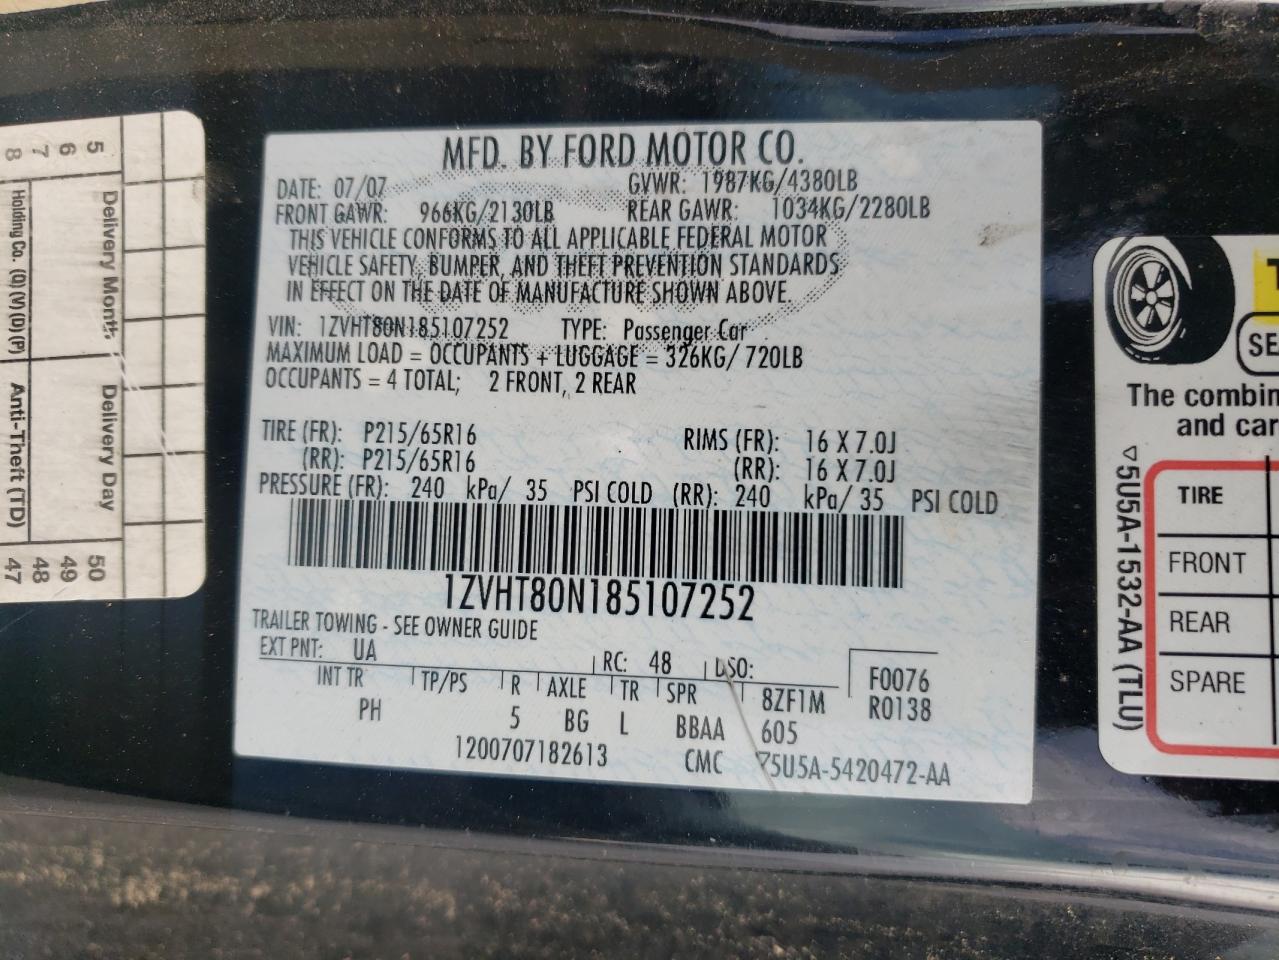 MFD. BY FORD MOTOR CO.
DATE: 07/07 GVWR: 1987KG/4380LB
FRONT GAWR: 966KG/2130LB REAR GAWR: 1034KG/2280LB
THIS VEHICLE CONFORMS TO ALL APPLICABLE FEDERAL MOTOR
VEHICLE SAFETY, BUMPER, AND THEFT PREVENTION STANDARDS
IN EFFECT ON THE DATE OF MANUFACTURE SHOWN ABOVE.
VIN: 1ZVHT80N185107252 TYPE: Passenger Car
MAXIMUM LOAD = OCCUPANTS + LUGGAGE = 326KG/ 720LB
OCCUPANTS = 4 TOTAL; 2 FRONT, 2 REAR
TIRE (FR): P215/65R16 RIMS (FR): 16 X 7.0J
(RR): P215/65R16 (RR): 16 X 7.0J
PRESSURE (FR): 240 kPa/ 35 PSI COLD (RR): 240 kPa/ 35 PSI COLD
1ZVHT80N185107252
TRAILER TOWING - SEE OWNER GUIDE
EXT PNT: UA RC: 48 DSO:
INT TR TP/PS R AXLE TR SPR 8ZF1M F0076
PH 5 BG L BBAA 605 R0138
1200707182613 CMC ▽5U5A-5420472-AA
5 6 7 8
Delivery Month Delivery Day
Holding Co. (Q) (V) (D) (P) Anti-Theft (TD)
50 49 48 47
SE
The combin
and car
TIRE
FRONT
REAR
SPARE
▽5U5A-1532-AA (TLU)